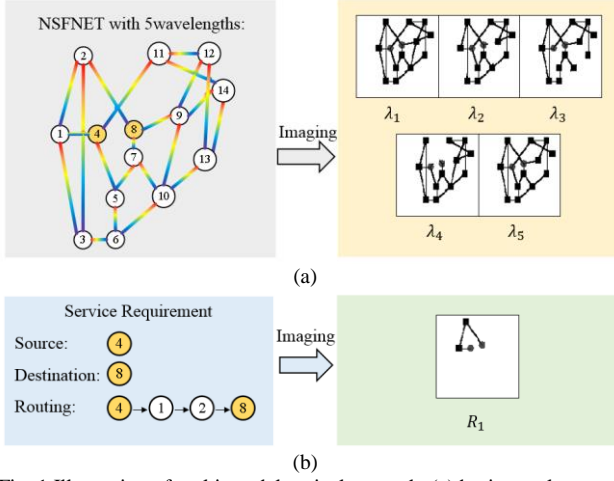 NSFNET with 5wavelengths:
2
11
12
14
9
1
4
8
7
13
5
10
3
6
Imaging
λ1
λ2
λ3
λ4
λ5
(a)
Service Requirement
Source: 4
Destination: 8
Routing: 4 1 2 8
Imaging
R1
(b)